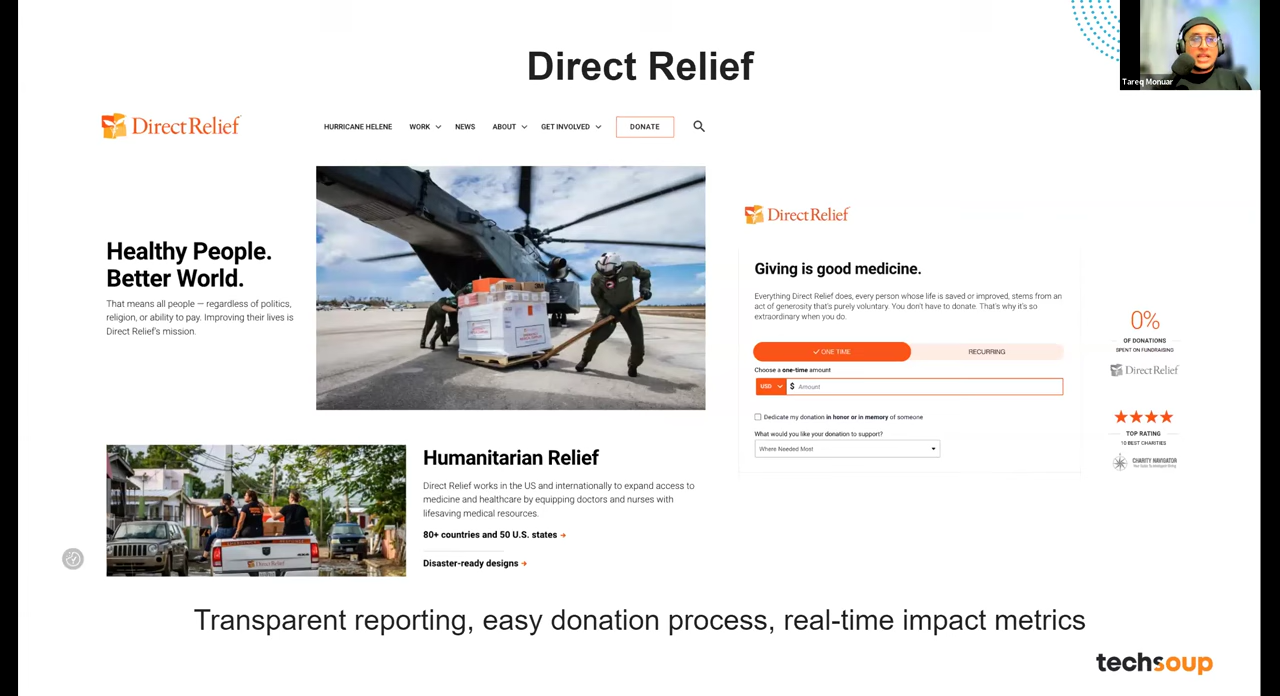 Direct Relief
Tareq Monuar
DirectRelief
HURRICANE HELENE WORK NEWS ABOUT GET INVOLVED DONATE
Healthy People.
Better World.
That means all people — regardless of politics,
religion, or ability to pay. Improving their lives is
Direct Relief's mission.
DirectRelief
Giving is good medicine.
Everything Direct Relief does, every person whose life is saved or improved, stems from an
act of generosity that's purely voluntary. You don't have to donate. That's why it's so
extraordinary when you do.
✓ ONE TIME RECURRING
Choose a one-time amount
USD $ Amount
Dedicate my donation in honor or in memory of someone
What would you like your donation to support?
Where Needed Most
0%
OF DONATIONS
SPENT ON FUNDRAISING
DirectRelief
TOP RATING
10 BEST CHARITIES
CHARITY NAVIGATOR
DirectRelief
Humanitarian Relief
Direct Relief works in the US and internationally to expand access to
medicine and healthcare by equipping doctors and nurses with
lifesaving medical resources.
80+ countries and 50 U.S. states →
Disaster-ready designs →
Transparent reporting, easy donation process, real-time impact metrics
techsoup